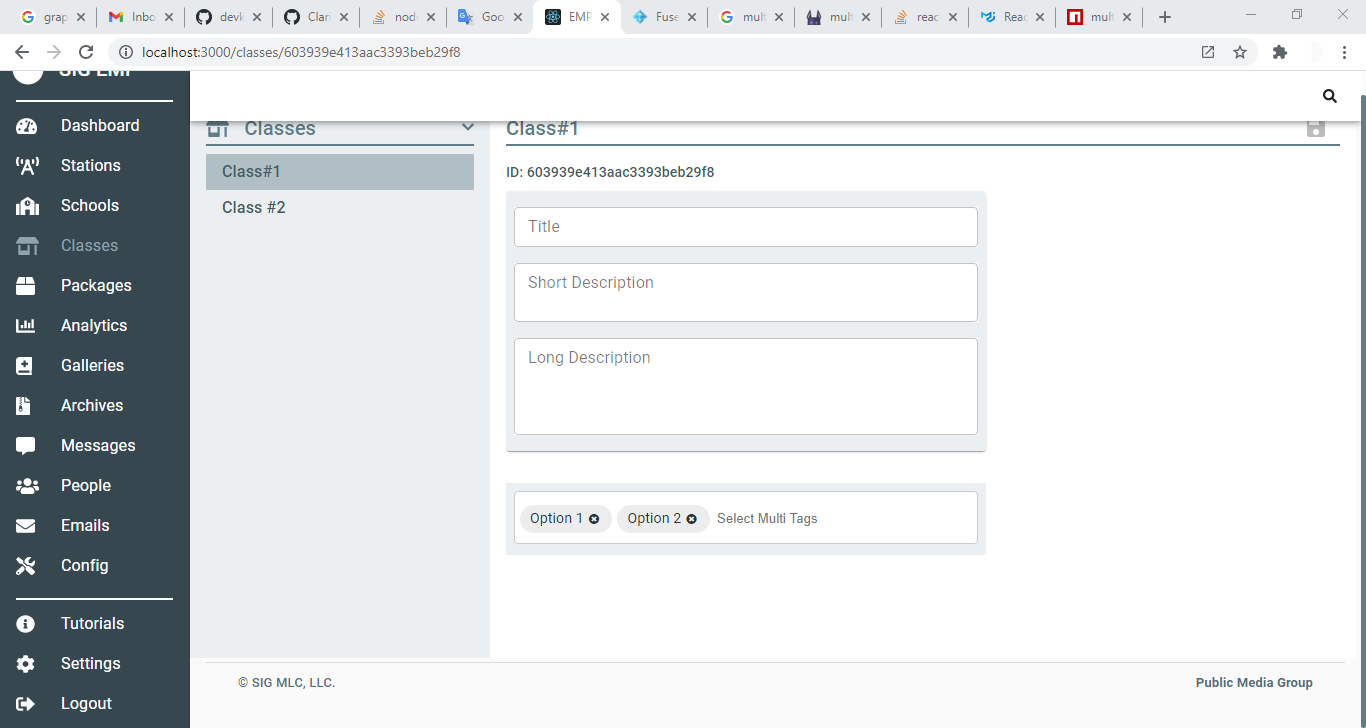 grap
Inbo
devl
Clari
nod
Goo
EMP
Fuse
mult
mult
reac
Reac
mult
localhost:3000/classes/603939e413aac3393beb29f8
SIG EMP
Dashboard
Stations
Schools
Classes
Packages
Analytics
Galleries
Archives
Messages
People
Emails
Config
Tutorials
Settings
Logout
Classes
Class#1
Class #2
Class#1
ID: 603939e413aac3393beb29f8
Title
Short Description
Long Description
Option 1 Option 2 Select Multi Tags
© SIG MLC, LLC.
Public Media Group